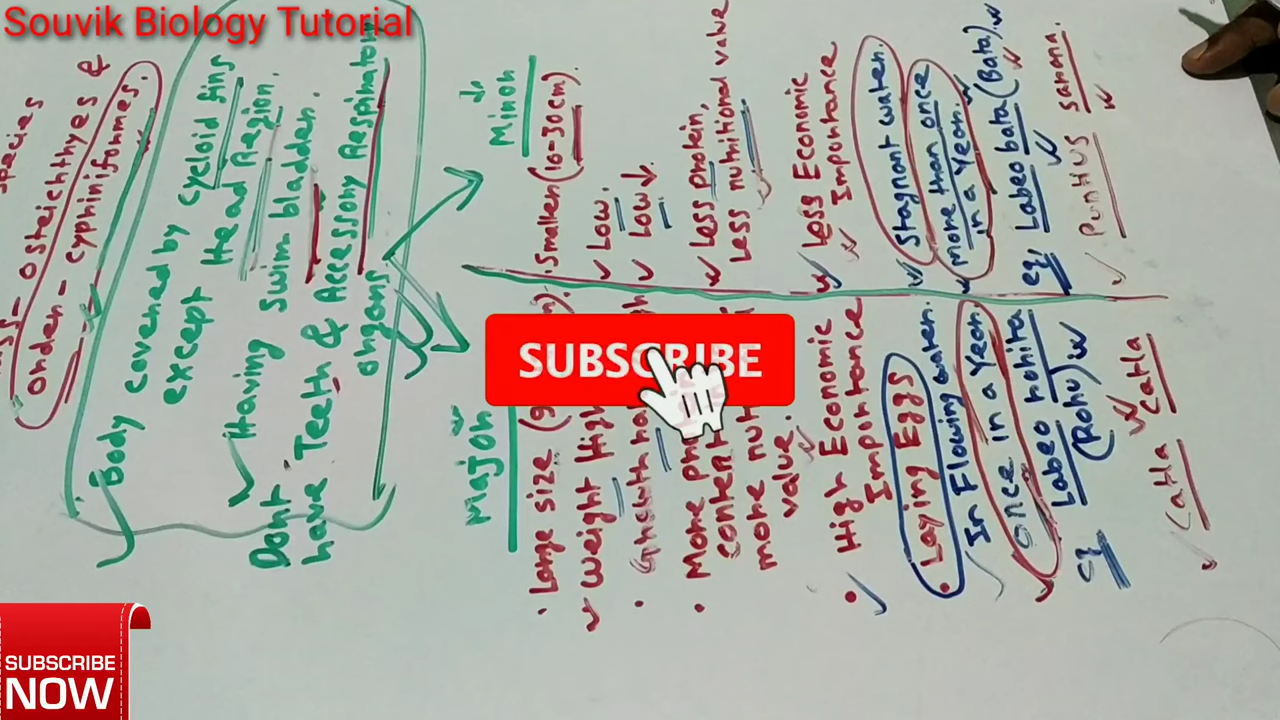 Souvik Biology Tutorial
species
Osteichthyes &
Order - cypriniformes.
Body covered by cycloid fins
except Head Region.
Having swim bladder.
Dont
have Teeth & Accessory Respiratory
organs
Major
• Large size
Weight High
• Growth
• More
more
value.
• High Economic
Importance
• Laying Eggs
In Flowing water.
Once in a Year
eg Labeo rohita
(Rohu)
Catla catla
Minor
Smaller (10-30 cm).
Low.
Low ↓.
Less protein,
Less nutritional value
Less Economic
Importance
Stagnant water.
More than once
in a Year.
eg, Labeo bata (Bata).
Puntius sarana.
SUBSCRIBE
SUBSCRIBE
NOW